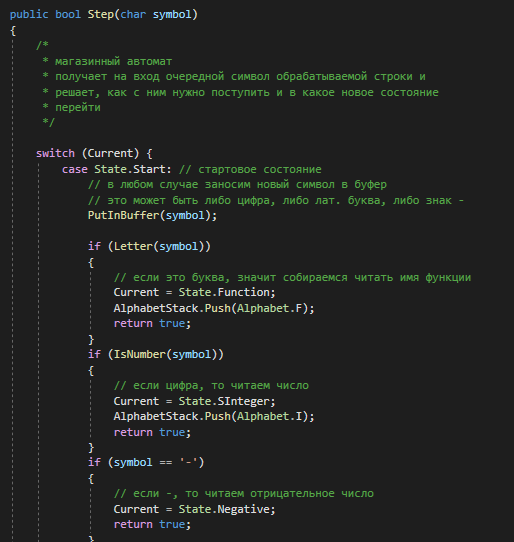 public bool Step(char symbol)
{
/*
* магазинный автомат
* получает на вход очередной символ обрабатываемой строки и
* решает, как с ним нужно поступить и в какое новое состояние
* перейти
*/
switch (Current) {
case State.Start: // стартовое состояние
// в любом случае заносим новый символ в буфер
// это может быть либо цифра, либо лат. буква, либо знак -
PutInBuffer(symbol);
if (Letter(symbol))
{
// если это буква, значит собираемся читать имя функции
Current = State.Function;
AlphabetStack.Push(Alphabet.F);
return true;
}
if (IsNumber(symbol))
{
// если цифра, то читаем число
Current = State.SInteger;
AlphabetStack.Push(Alphabet.I);
return true;
}
if (symbol == '-')
{
// если -, то читаем отрицательное число
Current = State.Negative;
return true;
}